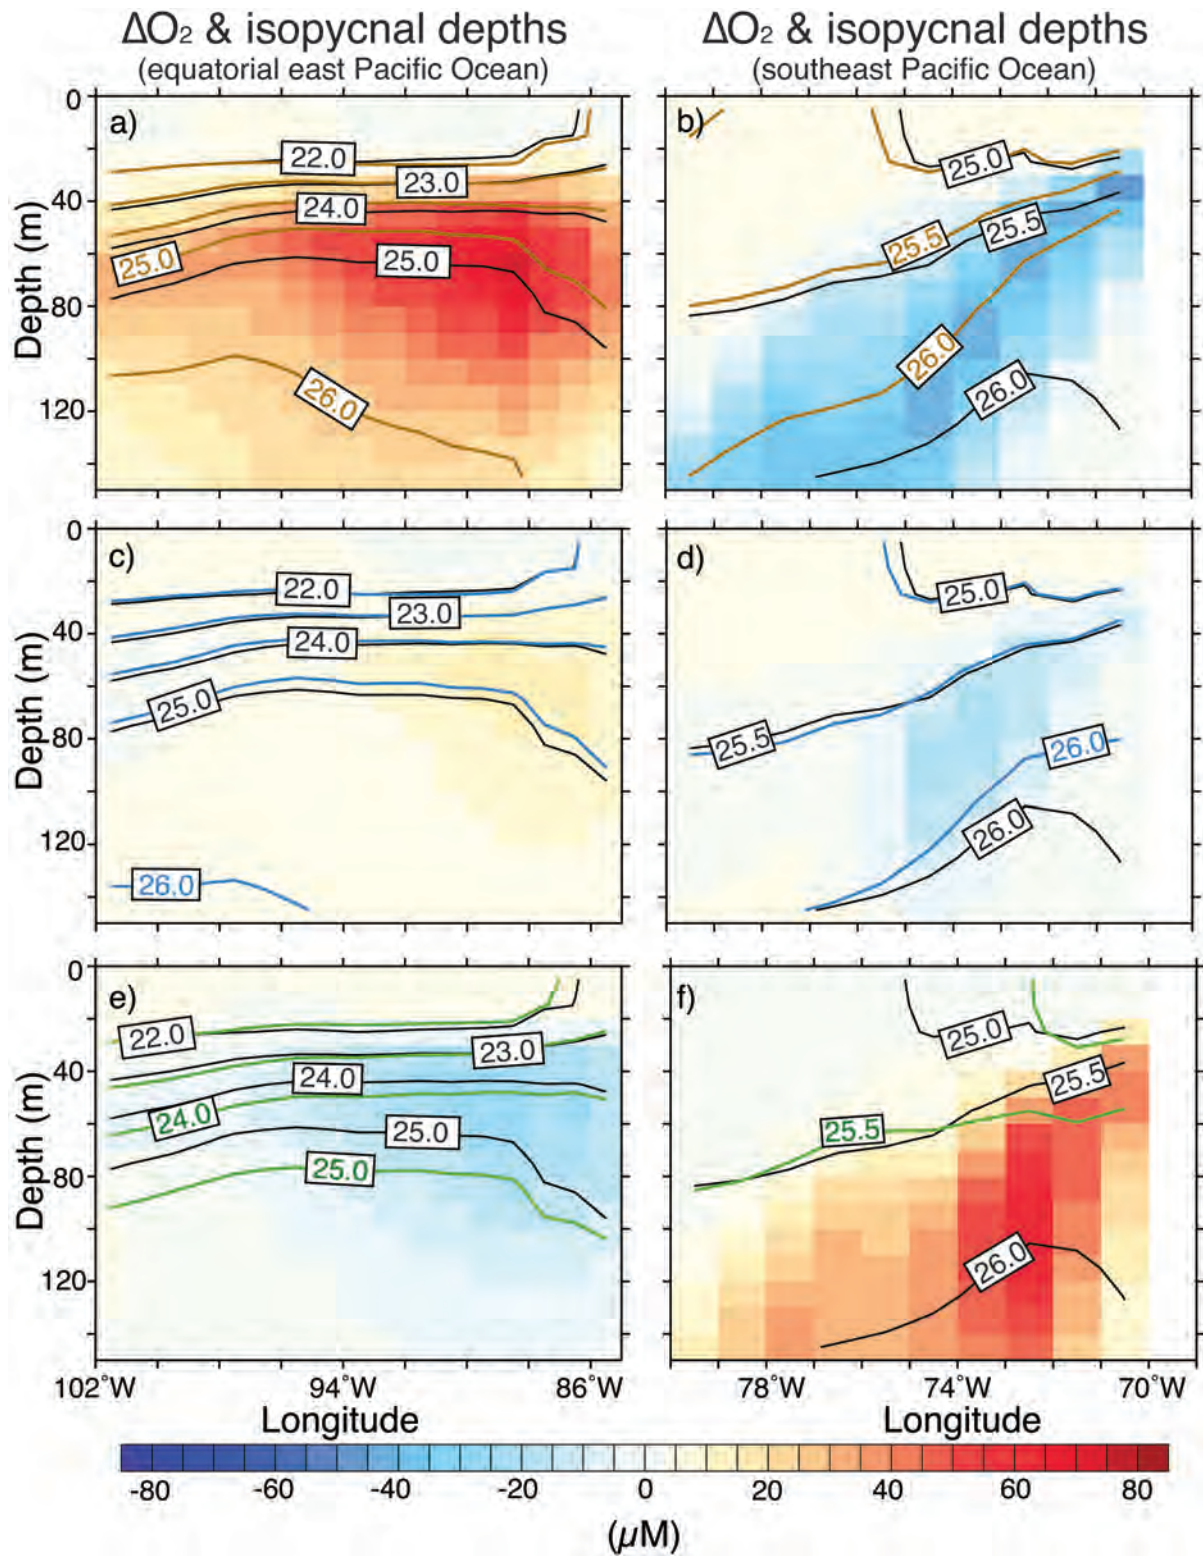 ΔO₂ & isopycnal depths
(equatorial east Pacific Ocean)
ΔO₂ & isopycnal depths
(southeast Pacific Ocean)
a)
0
40
80
120
Depth (m)
22.0
23.0
24.0
25.0
25.0
26.0
b)
25.0
25.5
25.5
26.0
26.0
c)
0
40
80
120
Depth (m)
22.0
23.0
24.0
25.0
26.0
d)
25.0
25.5
26.0
26.0
e)
0
40
80
120
Depth (m)
22.0
23.0
24.0
24.0
25.0
25.0
102°W
94°W
86°W
Longitude
f)
25.0
25.5
25.5
26.0
78°W
74°W
70°W
Longitude
-80 -60 -40 -20 0 20 40 60 80
(μM)